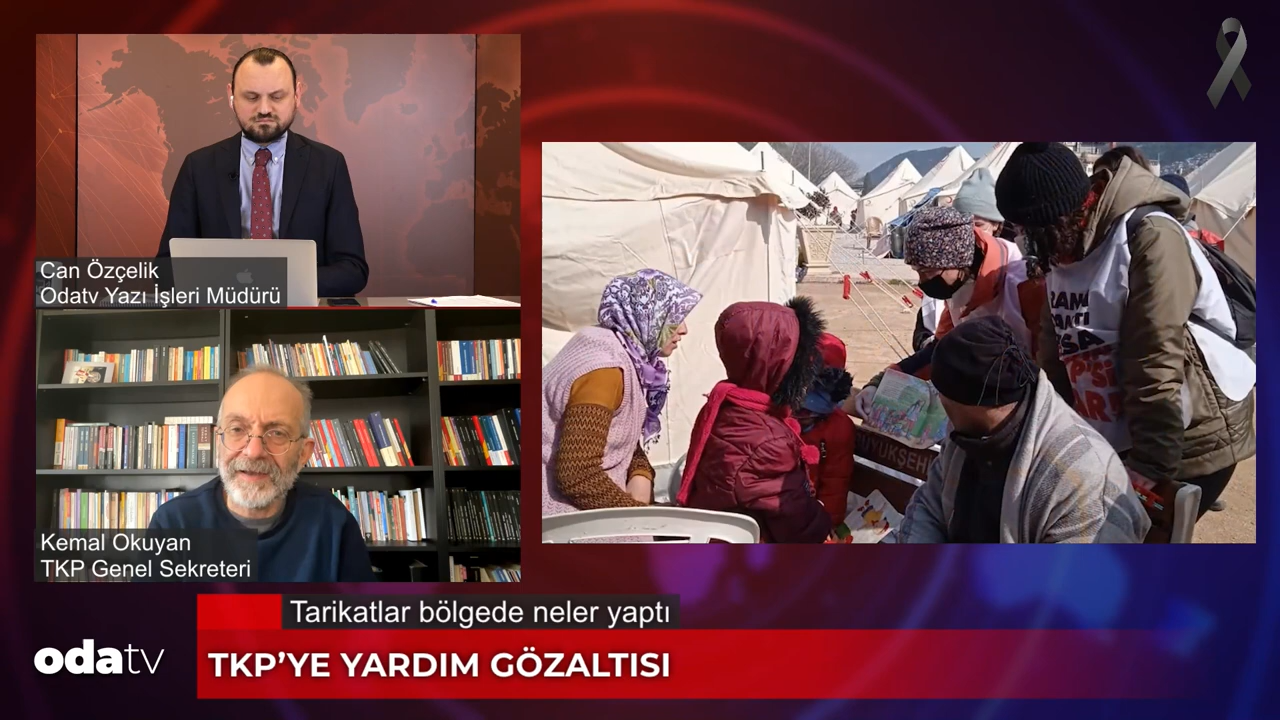 Can Özçelik
Odatv Yazı İşleri Müdürü
Kemal Okuyan
TKP Genel Sekreteri
BÜYÜKŞEHİ
Tarikatlar bölgede neler yaptı
odatv
TKP'YE YARDIM GÖZALTISI